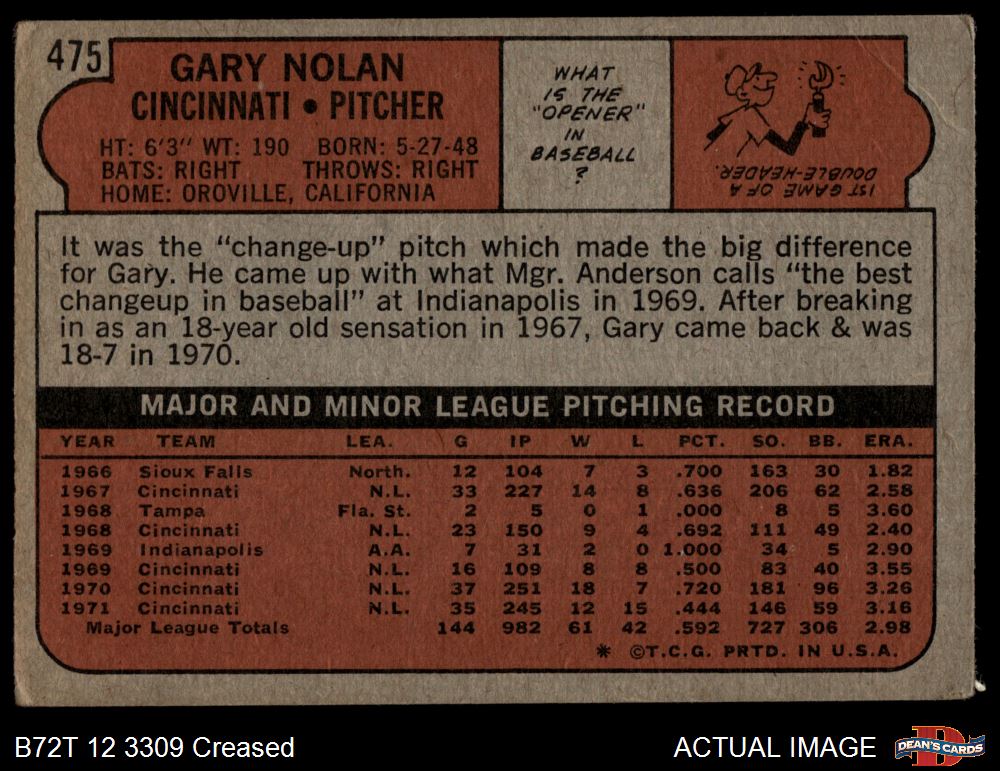 475
GARY NOLAN
CINCINNATI • PITCHER
HT: 6'3" WT: 190 BORN: 5-27-48
BATS: RIGHT THROWS: RIGHT
HOME: OROVILLE, CALIFORNIA
WHAT
IS THE
"OPENER"
IN
BASEBALL
?
1ST GAME OF A
DOUBLE-HEADER.
It was the "change-up" pitch which made the big difference
for Gary. He came up with what Mgr. Anderson calls "the best
changeup in baseball" at Indianapolis in 1969. After breaking
in as an 18-year old sensation in 1967, Gary came back & was
18-7 in 1970.
MAJOR AND MINOR LEAGUE PITCHING RECORD
YEAR TEAM LEA. G IP W L PCT. SO. BB. ERA.
1966 Sioux Falls North. 12 104 7 3 .700 163 30 1.82
1967 Cincinnati N.L. 33 227 14 8 .636 206 62 2.58
1968 Tampa Fla. St. 2 5 0 1 .000 8 5 3.60
1968 Cincinnati N.L. 23 150 9 4 .692 111 49 2.40
1969 Indianapolis A.A. 7 31 2 0 1.000 34 5 2.90
1969 Cincinnati N.L. 16 109 8 8 .500 83 40 3.55
1970 Cincinnati N.L. 37 251 18 7 .720 181 96 3.26
1971 Cincinnati N.L. 35 245 12 15 .444 146 59 3.16
Major League Totals 144 982 61 42 .592 727 306 2.98
* ©T.C.G. PRTD. IN U.S.A.
B72T 12 3309 Creased
ACTUAL IMAGE
D
DEAN'S CARDS